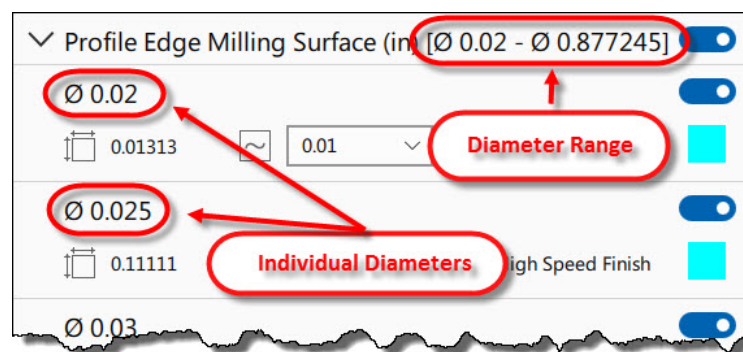 Profile Edge Milling Surface (in) [Ø 0.02 - Ø 0.877245]
Ø 0.02
0.01313
0.01
Diameter Range
Ø 0.025
0.11111
Individual Diameters
igh Speed Finish
Ø 0.03